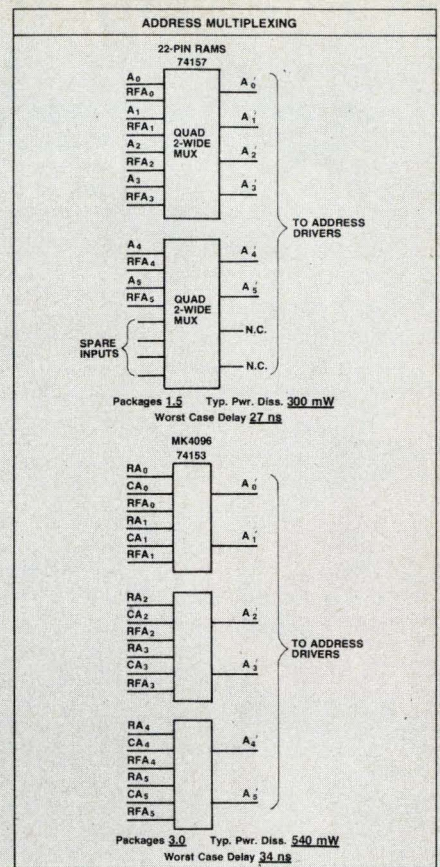 ADDRESS MULTIPLEXING
22-PIN RAMS
74157
A0
RFA0
A1
RFA1
A2
RFA2
A3
RFA3
QUAD
2-WIDE
MUX
A0'
A1'
A2'
A3'
A4
RFA4
A5
RFA5
SPARE
INPUTS
QUAD
2-WIDE
MUX
A4'
A5'
N.C.
N.C.
TO ADDRESS
DRIVERS
Packages 1.5 Typ. Pwr. Diss. 300 mW
Worst Case Delay 27 ns
MK4096
74153
RA0
CA0
RFA0
RA1
CA1
RFA1
A0'
A1'
RA2
CA2
RFA2
RA3
CA3
RFA3
A2'
A3'
RA4
CA4
RFA4
RA5
CA5
RFA5
A4'
A5'
TO ADDRESS
DRIVERS
Packages 3.0 Typ. Pwr. Diss. 540 mW
Worst Case Delay 34 ns